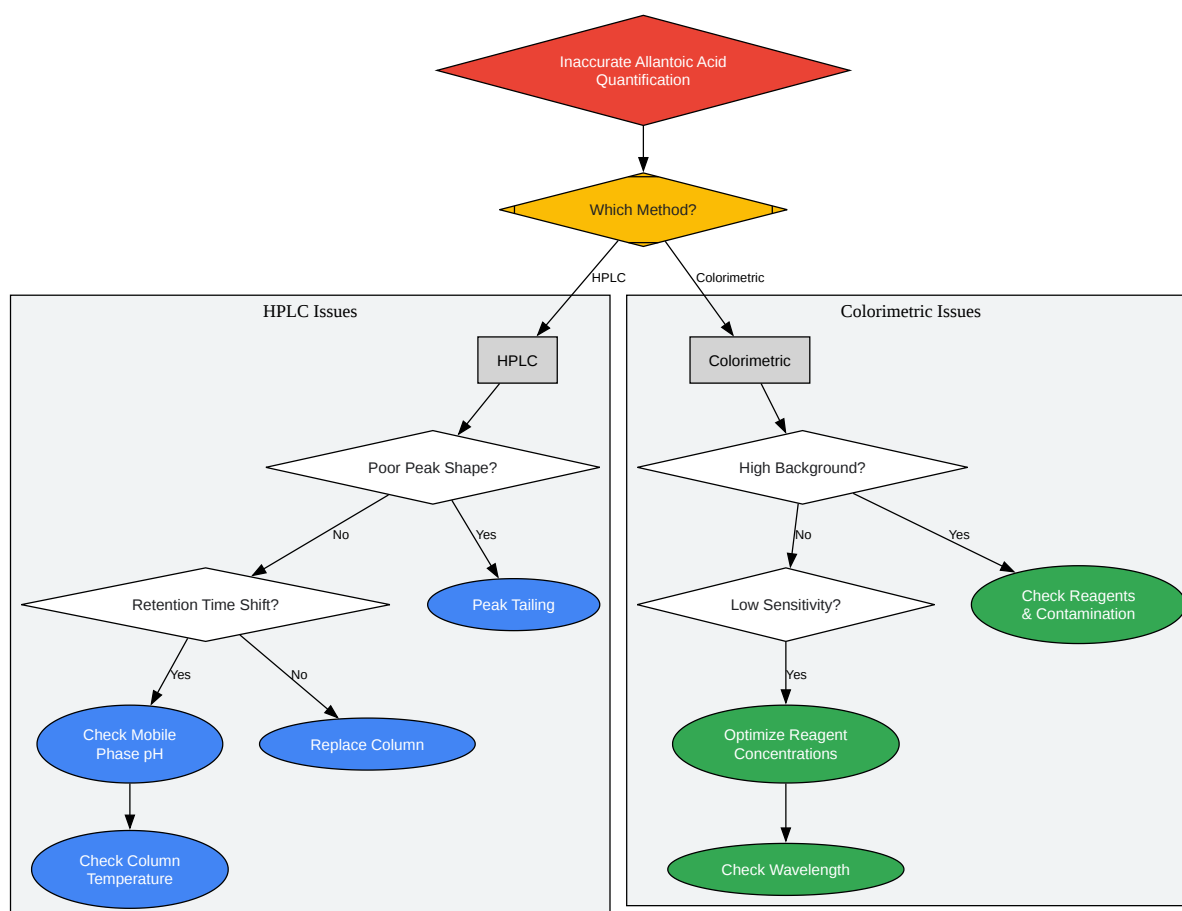 Inaccurate Allantoic Acid
Quantification
Which Method?
HPLC
Colorimetric
HPLC Issues
Colorimetric Issues
HPLC
Colorimetric
Poor Peak Shape?
High Background?
No
Yes
No
Yes
Retention Time Shift?
Peak Tailing
Low Sensitivity?
Check Reagents
& Contamination
Yes
No
Yes
Check Mobile
Phase pH
Replace Column
Optimize Reagent
Concentrations
Check Column
Temperature
Check Wavelength